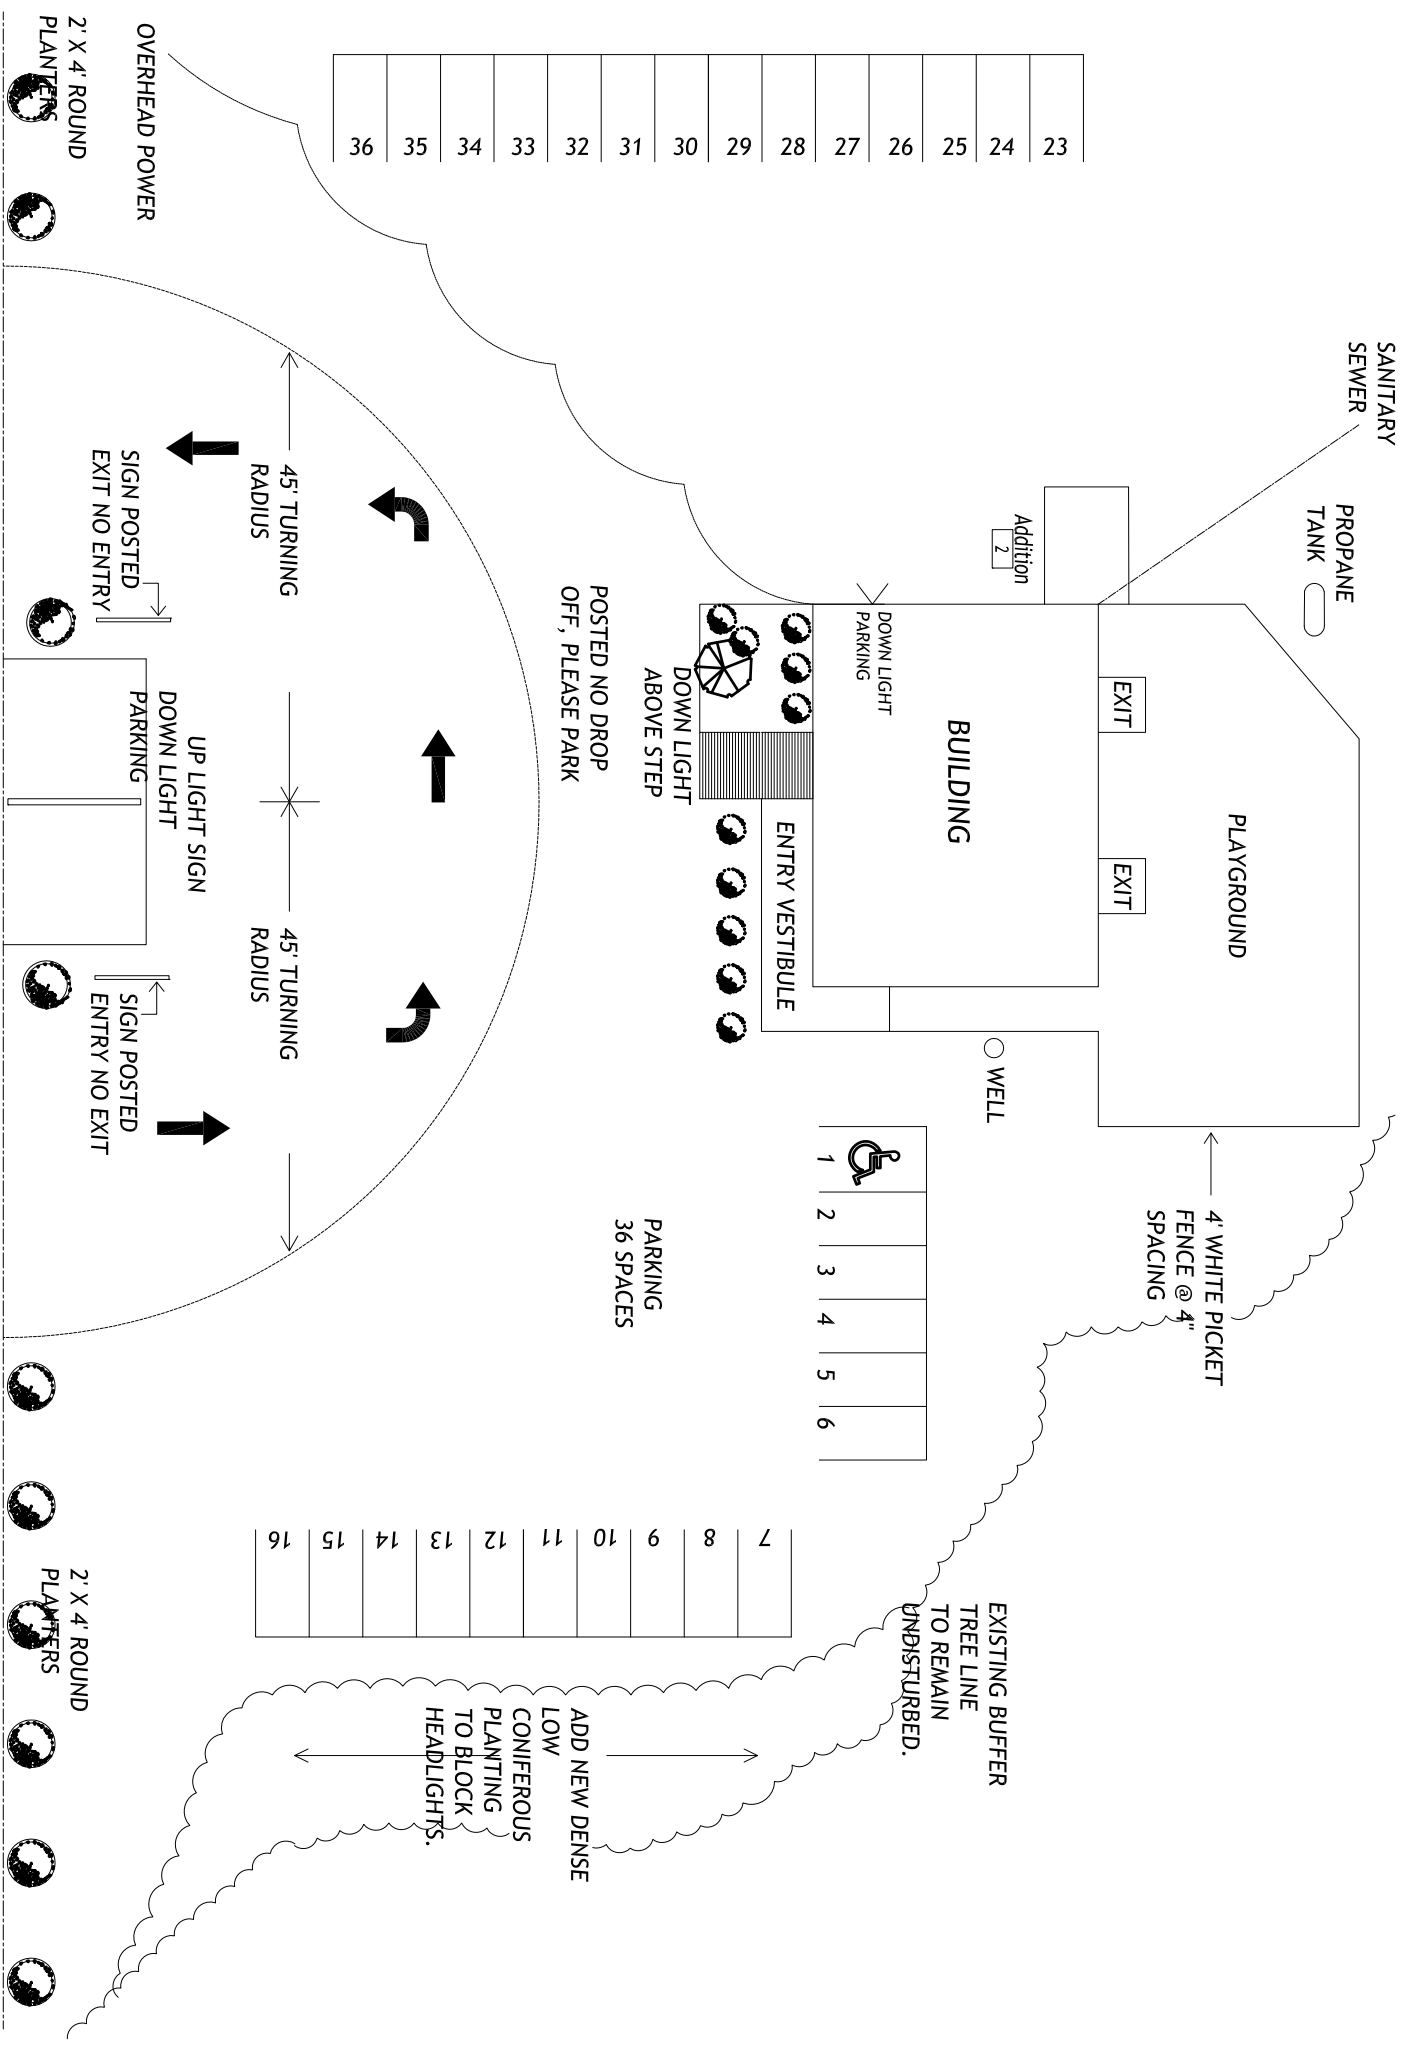 SANITARY
SEWER
PROPANE
TANK
Addition
2
EXIT
EXIT
PLAYGROUND
BUILDING
DOWN LIGHT
PARKING
ENTRY VESTIBULE
DOWN LIGHT
ABOVE STEP
POSTED NO DROP
OFF, PLEASE PARK
WELL
4' WHITE PICKET
FENCE @ 4"
SPACING
1
2
3
4
5
6
PARKING
36 SPACES
7
8
9
10
11
12
13
14
15
16
EXISTING BUFFER
TREE LINE
TO REMAIN
UNDISTURBED.
ADD NEW DENSE
LOW
CONIFEROUS
PLANTING
TO BLOCK
HEADLIGHTS.
23
24
25
26
27
28
29
30
31
32
33
34
35
36
OVERHEAD POWER
2' X 4' ROUND
PLANTERS
45' TURNING
RADIUS
45' TURNING
RADIUS
SIGN POSTED
EXIT NO ENTRY
UP LIGHT SIGN
DOWN LIGHT
PARKING
SIGN POSTED
ENTRY NO EXIT
2' X 4' ROUND
PLANTERS